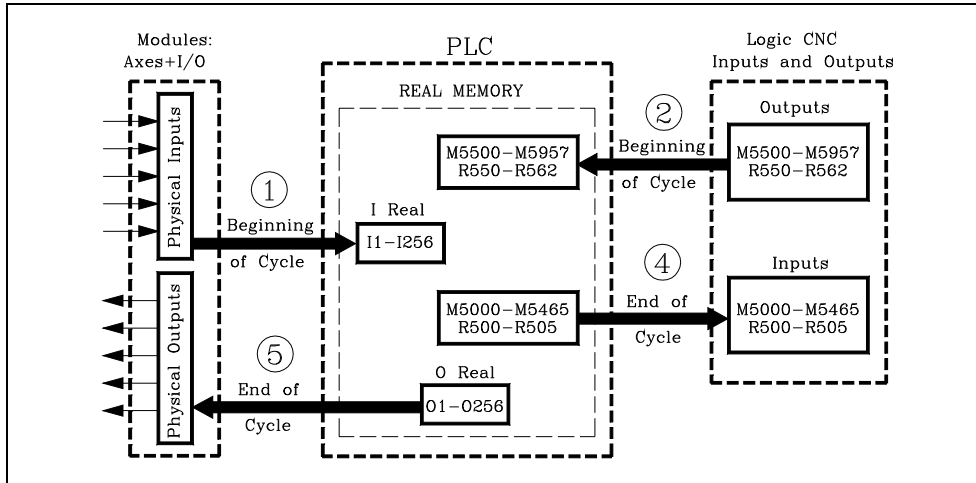 Modules:
Axes+I/O
Physical Inputs
Physical Outputs
1
Beginning
of Cycle
5
End of
Cycle
PLC
REAL MEMORY
M5500-M5957
R550-R562
I Real
I1-I256
M5000-M5465
R500-R505
O Real
O1-O256
2
Beginning
of Cycle
4
End of
Cycle
Logic CNC
Inputs and Outputs
Outputs
M5500-M5957
R550-R562
Inputs
M5000-M5465
R500-R505